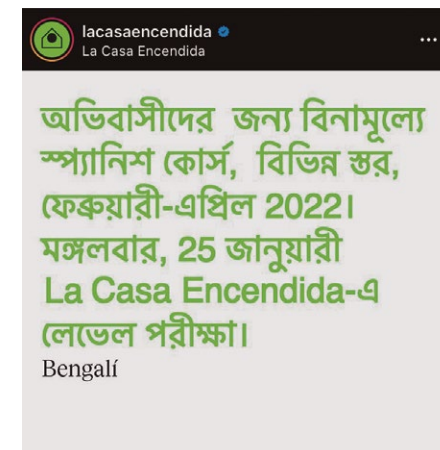 lacasaencendida
La Casa Encendida
অভিবাসীদের জন্য বিনামূল্যে
স্প্যানিশ কোর্স, বিভিন্ন স্তর,
ফেব্রুয়ারী-এপ্রিল 2022।
মঙ্গলবার, 25 জানুয়ারী
La Casa Encendida-এ
লেভেল পরীক্ষা।
Bengalí